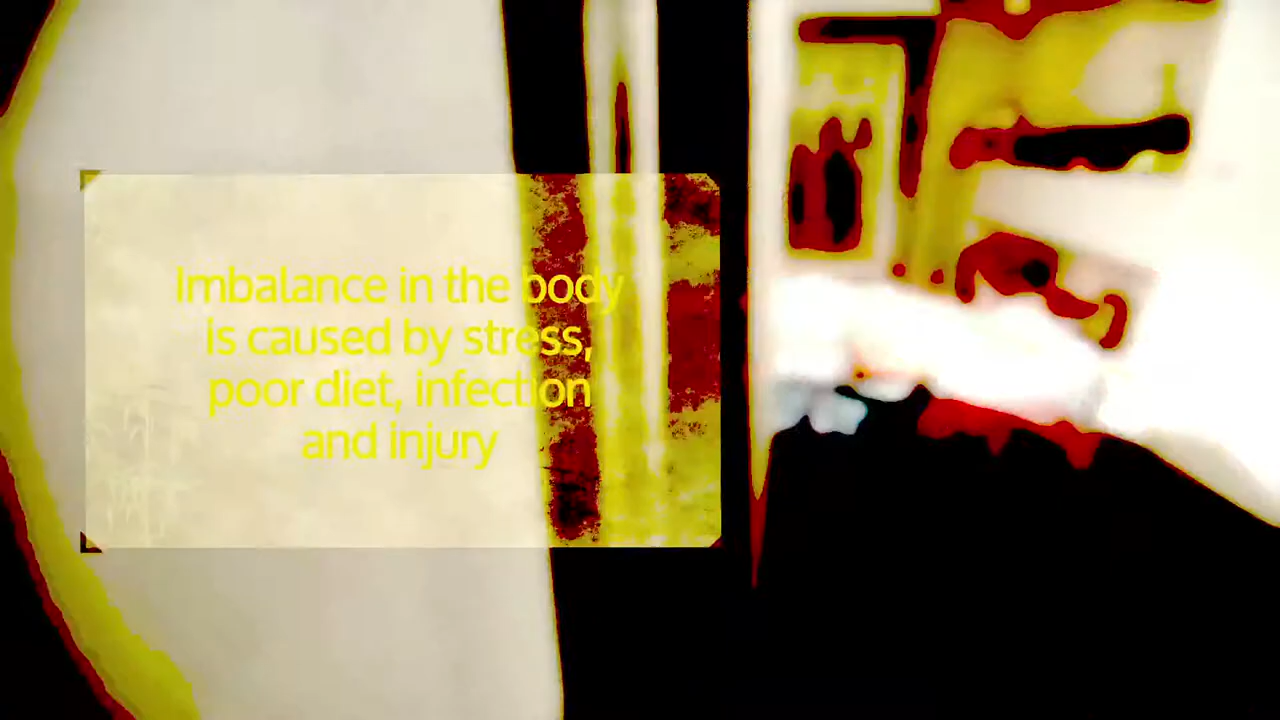 Imbalance in the body
is caused by stress,
poor diet, infection
and injury